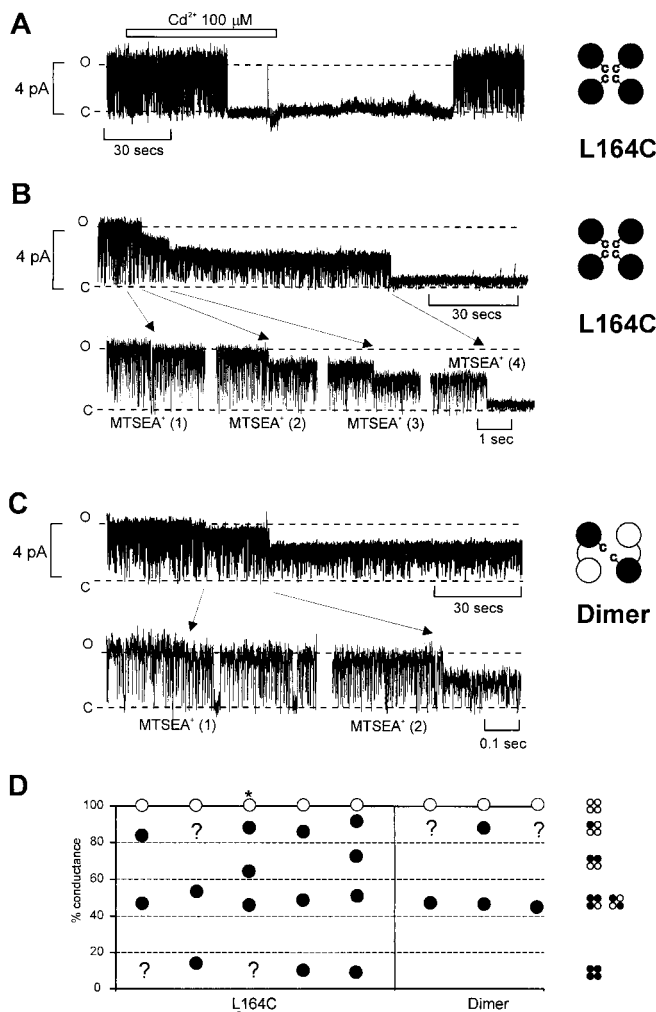 A
Cd²⁺ 100 μM
O
4 pA
C
30 secs
c c
c c
L164C
B
O
4 pA
C
30 secs
c c
c c
L164C
O
MTSEA⁺ (4)
C
MTSEA⁺ (1) MTSEA⁺ (2) MTSEA⁺ (3)
1 sec
C
O
4 pA
C
30 secs
c
c
Dimer
O
C
MTSEA⁺ (1) MTSEA⁺ (2)
0.1 sec
D
*
100
80
60
40
20
0
% conductance
? ? ?
? ?
L164C Dimer